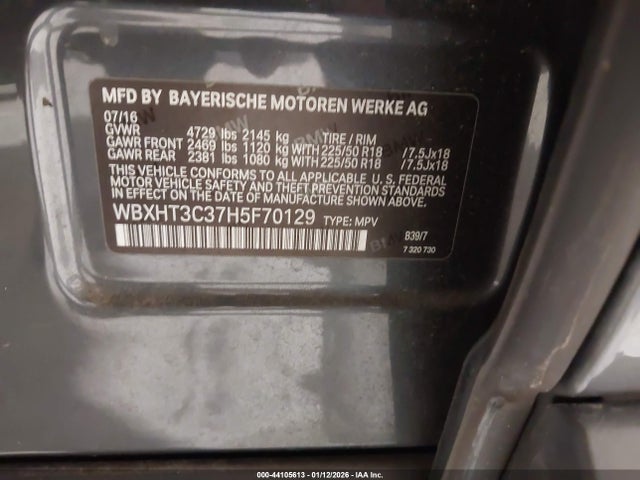 MFD BY BAYERISCHE MOTOREN WERKE AG
07/16
GVWR 4729 lbs 2145 kg TIRE / RIM
GAWR FRONT 2469 lbs 1120 kg WITH 225/50 R18 /7.5Jx18
GAWR REAR 2381 lbs 1080 kg WITH 225/50 R18 /7.5Jx18
THIS VEHICLE CONFORMS TO ALL APPLICABLE U. S. FEDERAL
MOTOR VEHICLE SAFETY, BUMPER, AND THEFT PREVENTION STANDARDS
IN EFFECT ON THE DATE OF MANUFACTURE SHOWN ABOVE.
WBXHT3C37H5F70129 TYPE: MPV
839/7
7 320 730
000-44105613 - 01/12/2026 - IAA Inc.